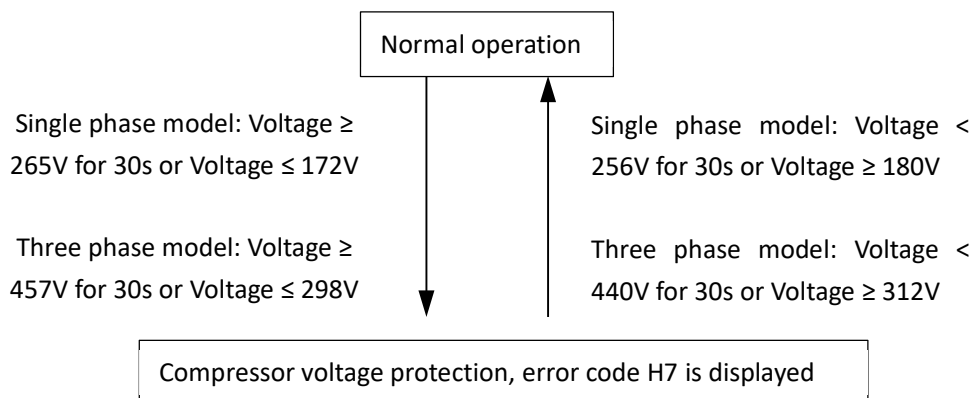 Normal operation
Single phase model: Voltage ≥
265V for 30s or Voltage ≤ 172V
Three phase model: Voltage ≥
457V for 30s or Voltage ≤ 298V
Single phase model: Voltage <
256V for 30s or Voltage ≥ 180V
Three phase model: Voltage <
440V for 30s or Voltage ≥ 312V
Compressor voltage protection, error code H7 is displayed